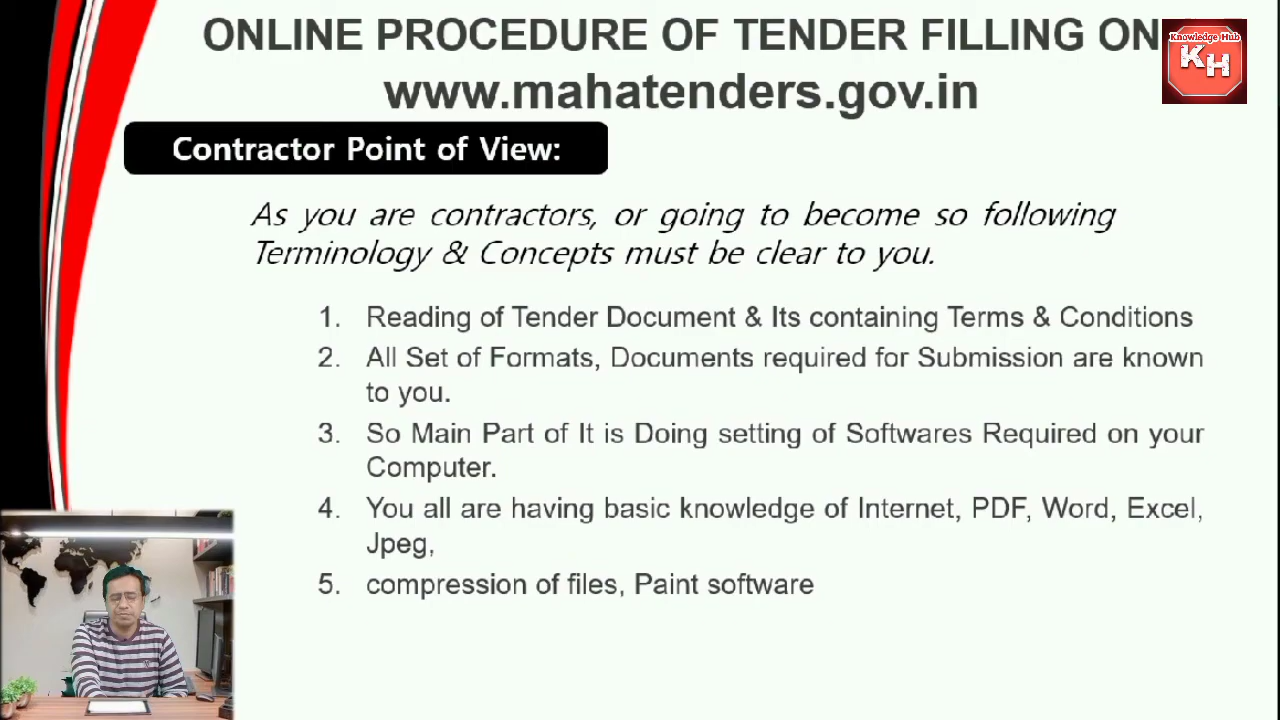 ONLINE PROCEDURE OF TENDER FILLING ON
www.mahatenders.gov.in
Knowledge Hub
KH
Contractor Point of View:
As you are contractors, or going to become so following
Terminology & Concepts must be clear to you.
1. Reading of Tender Document & Its containing Terms & Conditions
2. All Set of Formats, Documents required for Submission are known
to you.
3. So Main Part of It is Doing setting of Softwares Required on your
Computer.
4. You all are having basic knowledge of Internet, PDF, Word, Excel,
Jpeg,
5. compression of files, Paint software